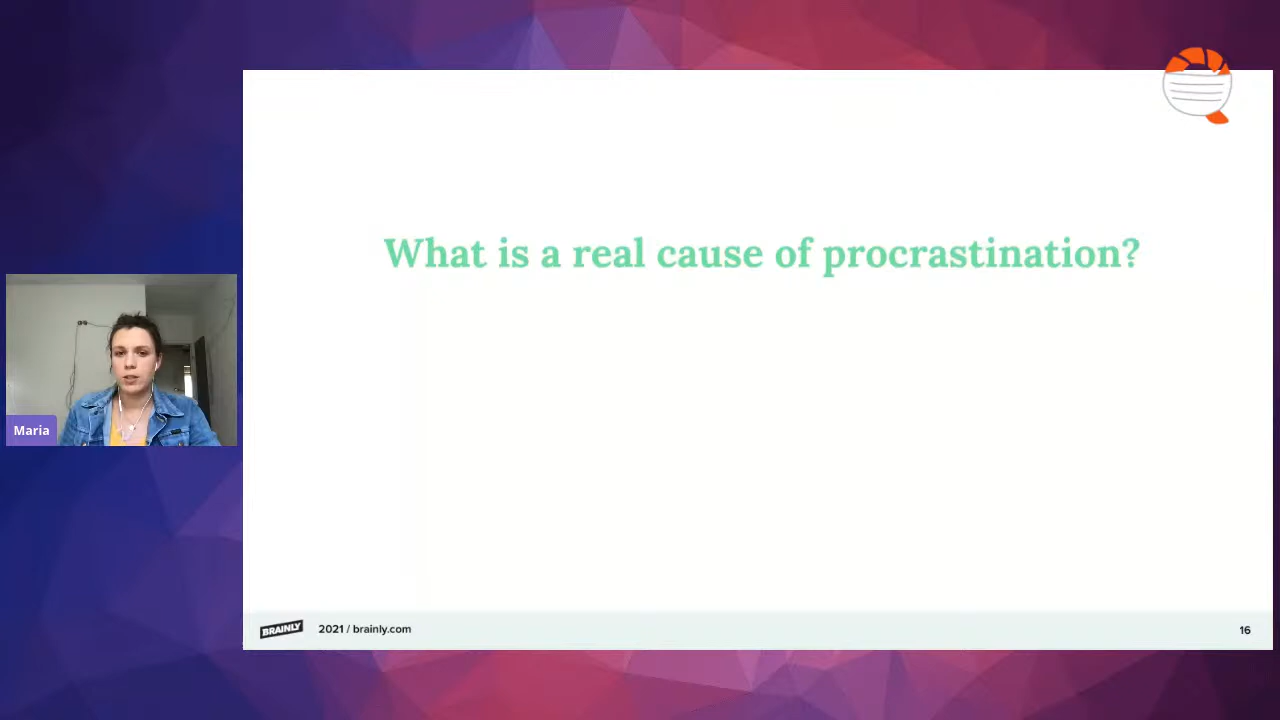 What is a real cause of procrastination?
Maria
BRAINLY
2021 / brainly.com
16